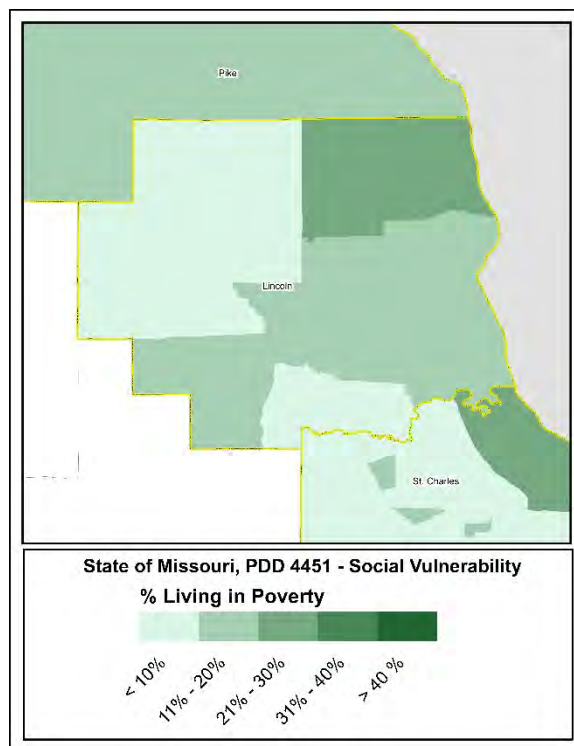 Pike
Lincoln
St. Charles
State of Missouri, PDD 4451 - Social Vulnerability
% Living in Poverty
< 10%
11% - 20%
21% - 30%
31% - 40%
> 40 %